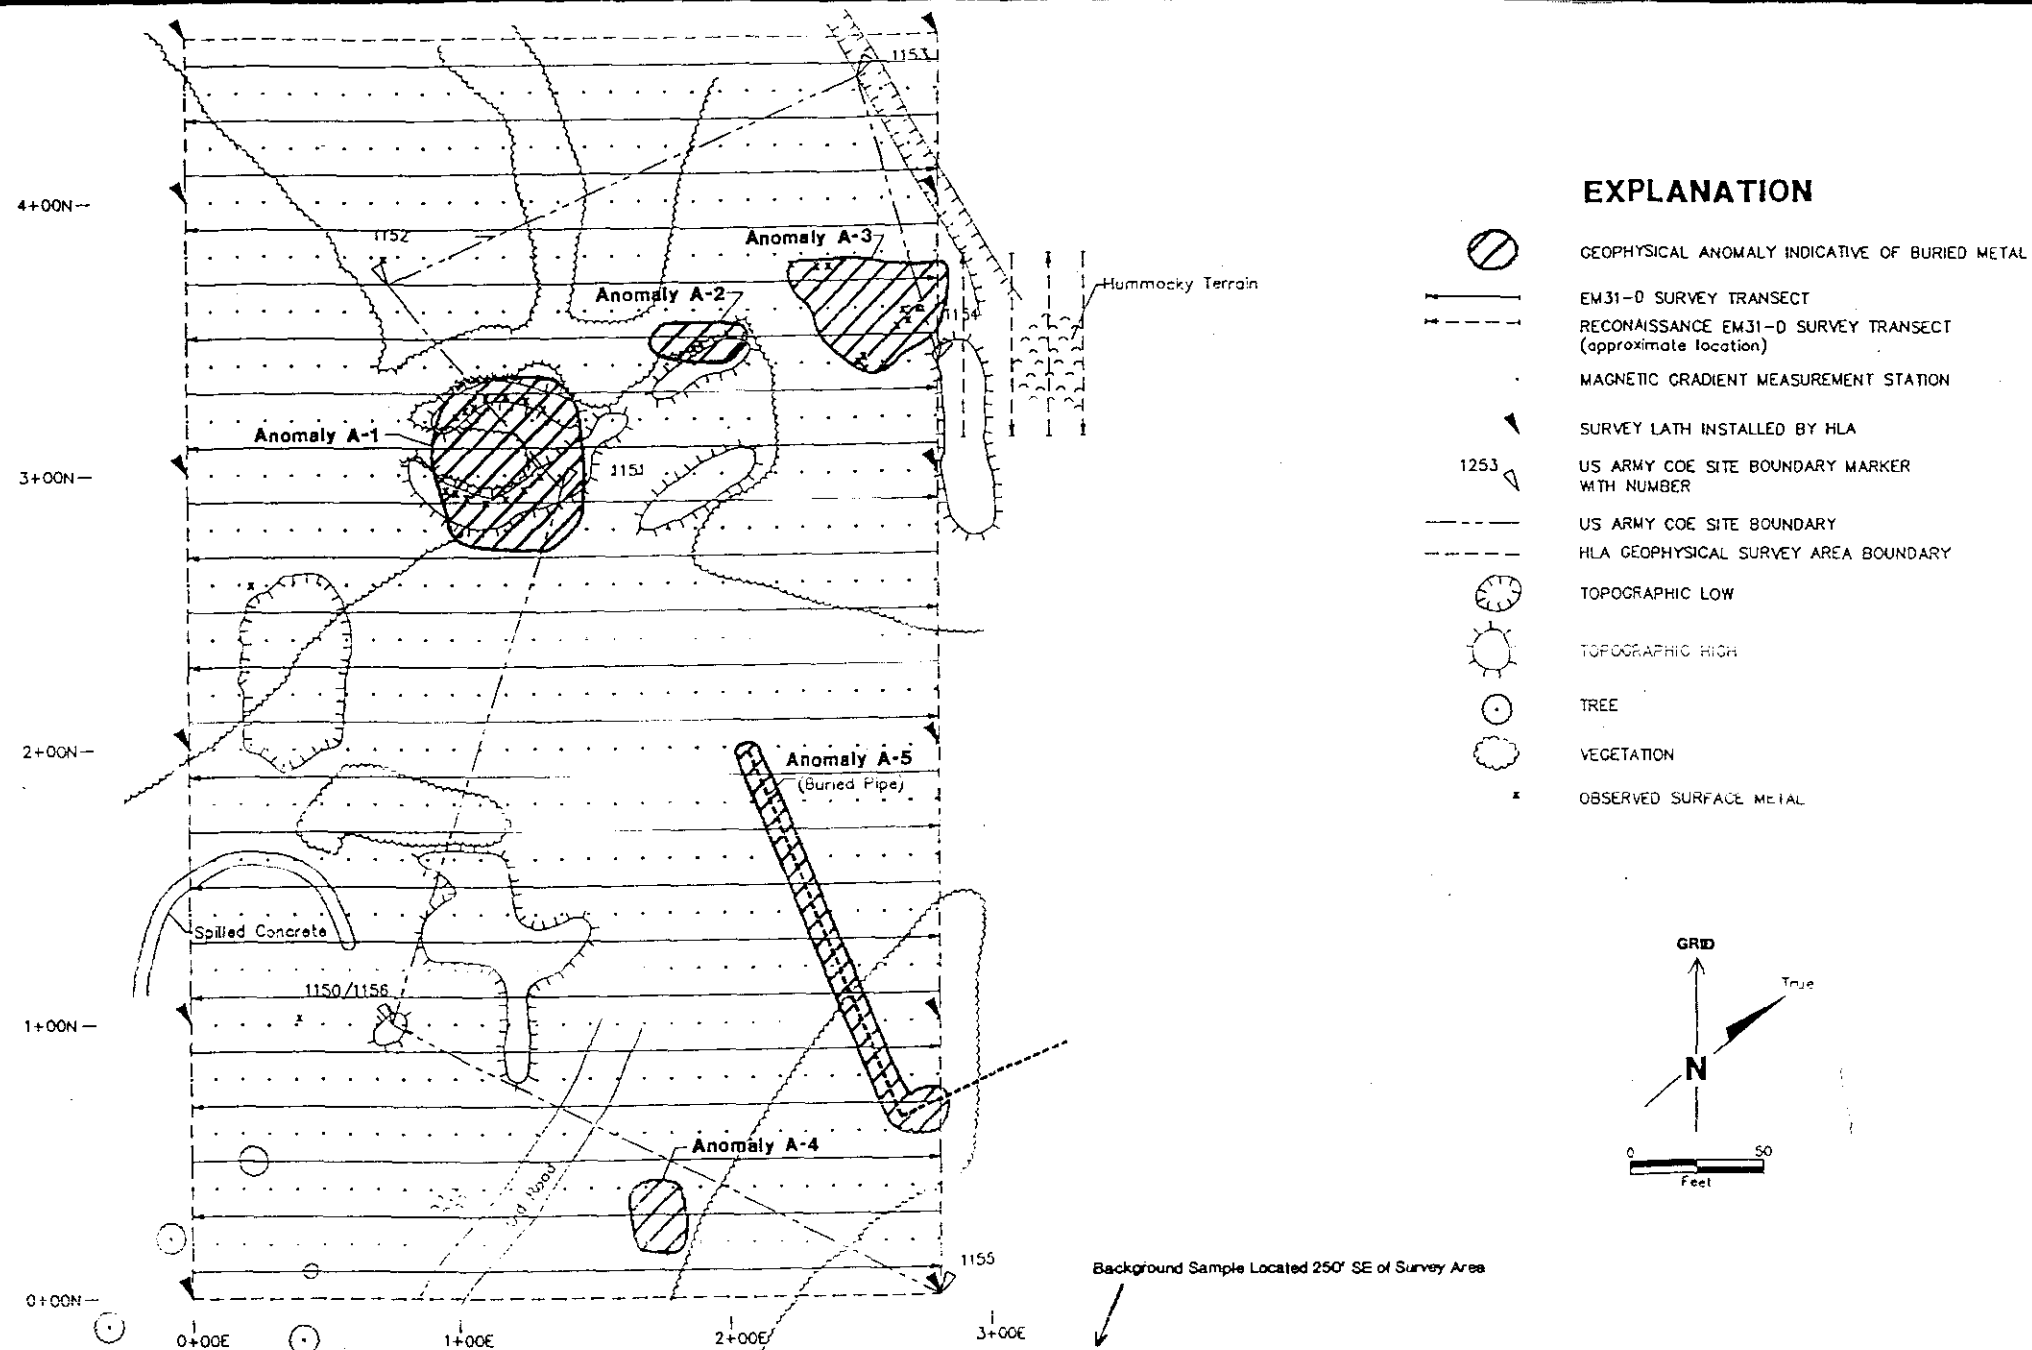 1153
4+00N
1152
Anomaly A-3
Anomaly A-2
Hummocky Terrain
1154
Anomaly A-1
1151
3+00N
2+00N
Anomaly A-5
(Buried Pipe)
Spilled Concrete
1150/1156
1+00N
Anomaly A-4
Road
1155
0+00N
0+00E
1+00E
2+00E
3+00E
Background Sample Located 250' SE of Survey Area
EXPLANATION
GEOPHYSICAL ANOMALY INDICATIVE OF BURIED METAL
EM31-D SURVEY TRANSECT
RECONAISSANCE EM31-D SURVEY TRANSECT
(approximate location)
MAGNETIC GRADIENT MEASUREMENT STATION
SURVEY LATH INSTALLED BY HLA
1253
US ARMY COE SITE BOUNDARY MARKER
WITH NUMBER
US ARMY COE SITE BOUNDARY
HLA GEOPHYSICAL SURVEY AREA BOUNDARY
TOPOGRAPHIC LOW
TOPOGRAPHIC HIGH
TREE
VEGETATION
x OBSERVED SURFACE METAL
GRID
True
N
0 50
Feet